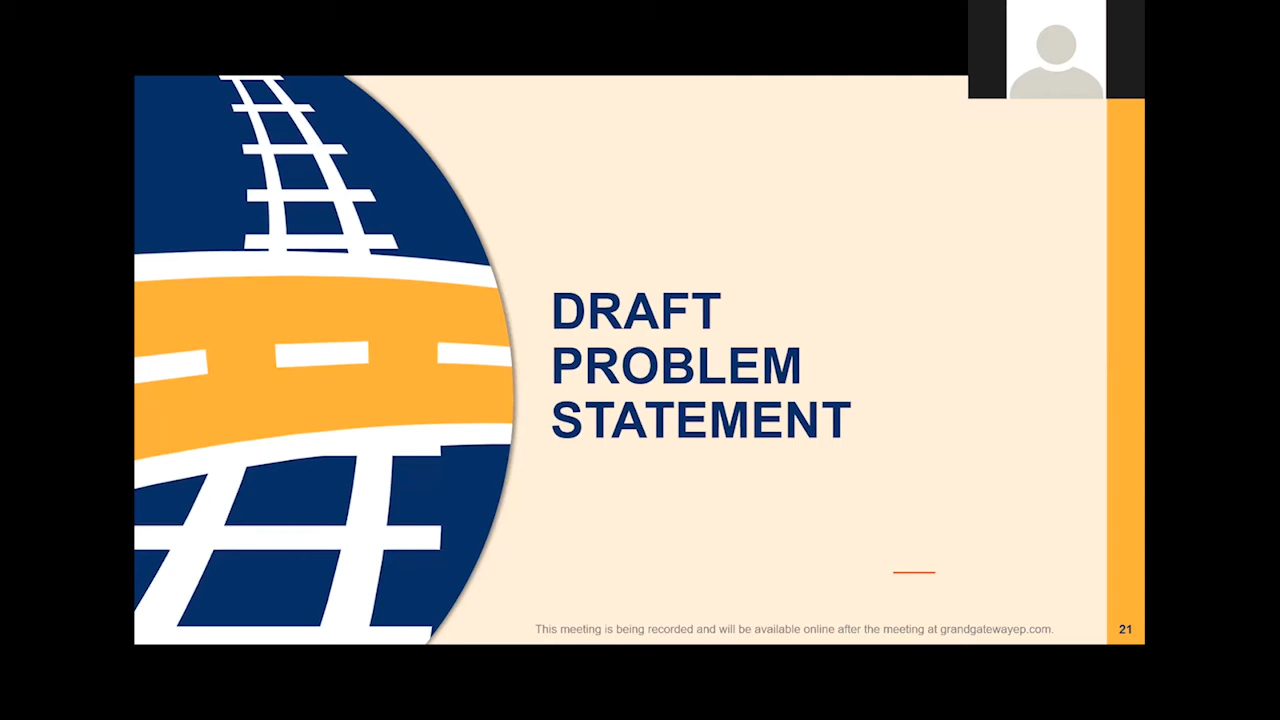 DRAFT
PROBLEM
STATEMENT
This meeting is being recorded and will be available online after the meeting at grandgatewayep.com.
21